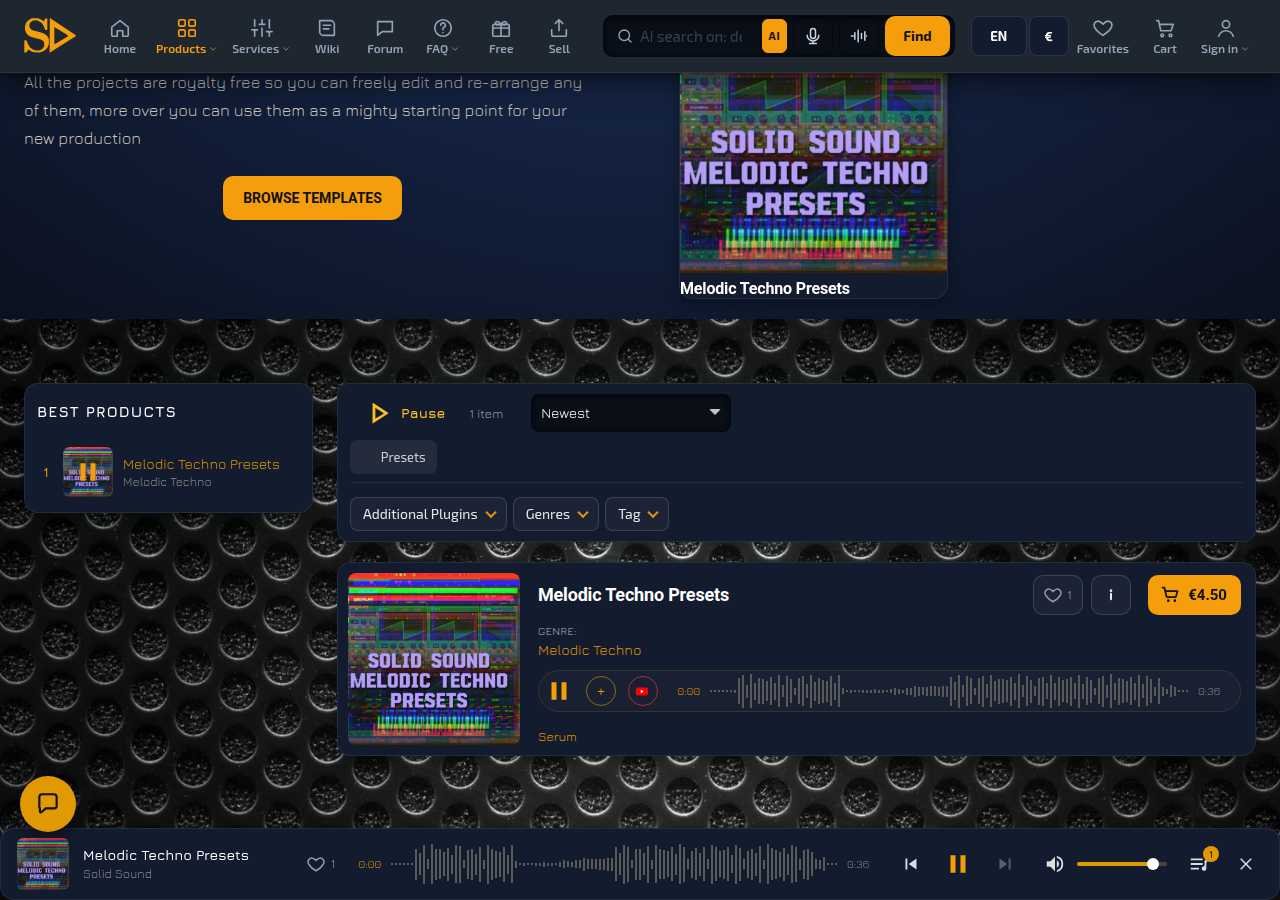 SD
Home
Products
Services
Wiki
Forum
FAQ
Free
Sell
AI search on: du
AI
Find
EN
€
Favorites
Cart
Sign in
All the projects are royalty free so you can freely edit and re-arrange any
of them, more over you can use them as a mighty starting point for your
new production
BROWSE TEMPLATES
SOLID SOUND
MELODIC TECHNO
PRESETS
Melodic Techno Presets
BEST PRODUCTS
1
Melodic Techno Presets
Melodic Techno
Pause
1 item
Newest
Presets
Additional Plugins
Genres
Tag
SOLID SOUND
MELODIC TECHNO
PRESETS
Melodic Techno Presets
1
i
€4.50
GENRE:
Melodic Techno
+
0:00
0:36
Serum
Melodic Techno Presets
Solid Sound
1
0:00
0:36
1